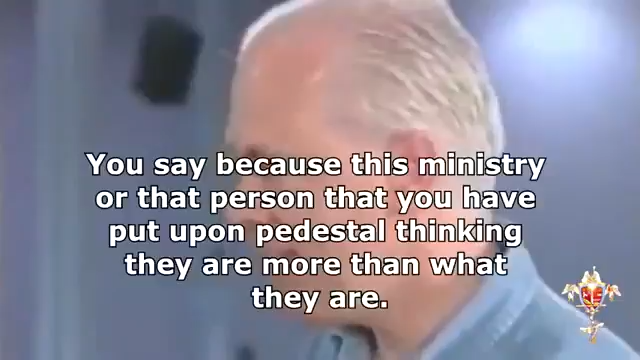 You say because this ministry
or that person that you have
put upon pedestal thinking
they are more than what
they are.